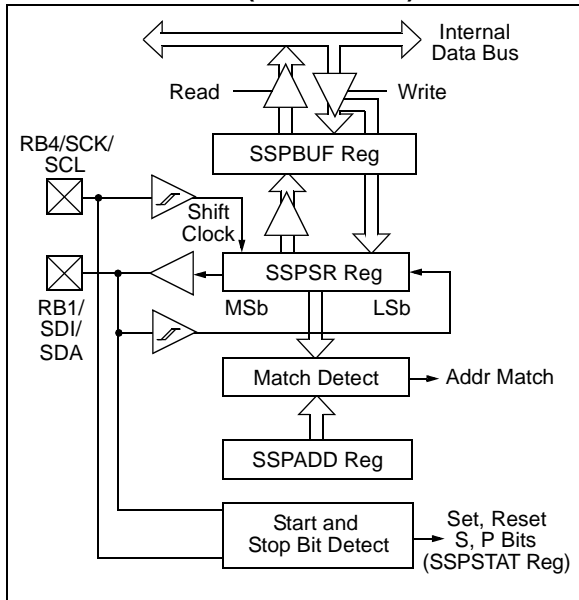 Internal
Data Bus
Read
Write
SSPBUF Reg
RB4/SCK/
SCL
Shift
Clock
SSPSR Reg
MSb
LSb
RB1/
SDI/
SDA
Match Detect
Addr Match
SSPADD Reg
Start and
Stop Bit Detect
Set, Reset
S, P Bits
(SSPSTAT Reg)